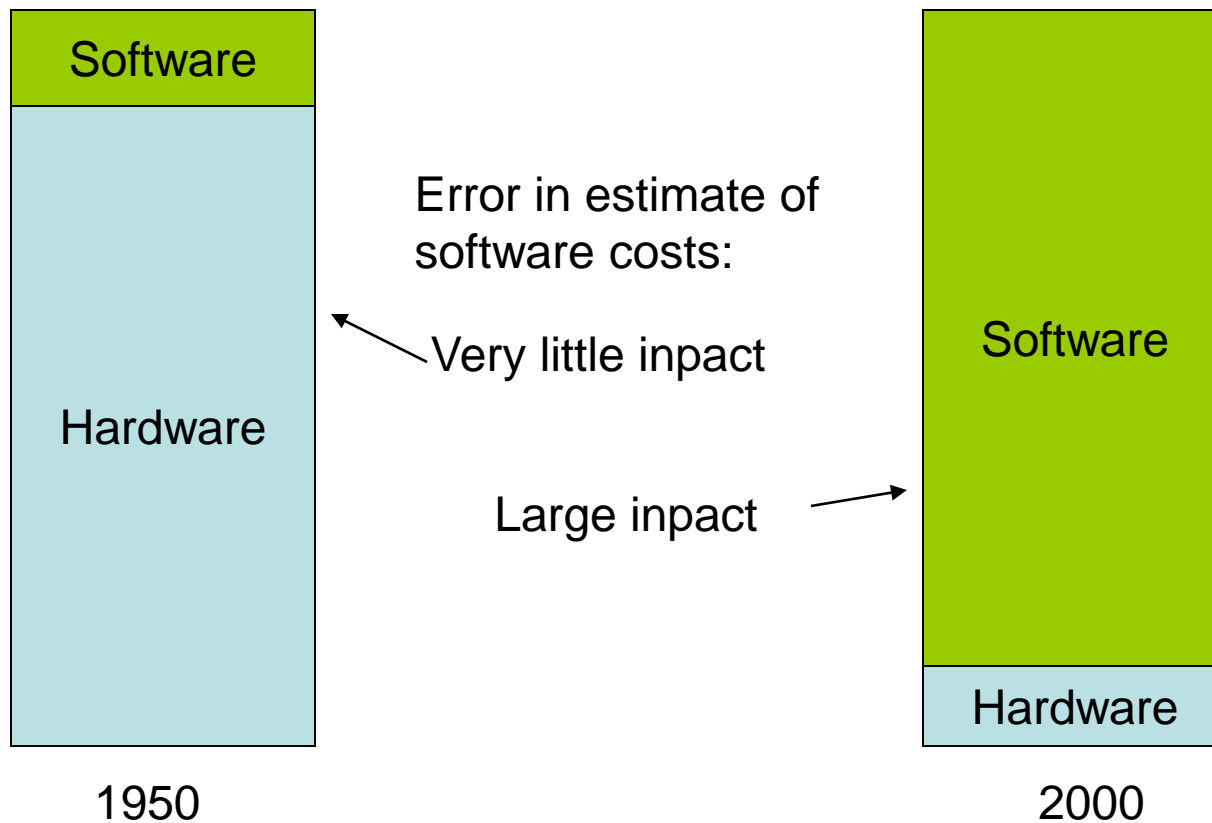 Software
Hardware
1950
Error in estimate of
software costs:
Very little inpact
Large inpact
Software
Hardware
2000